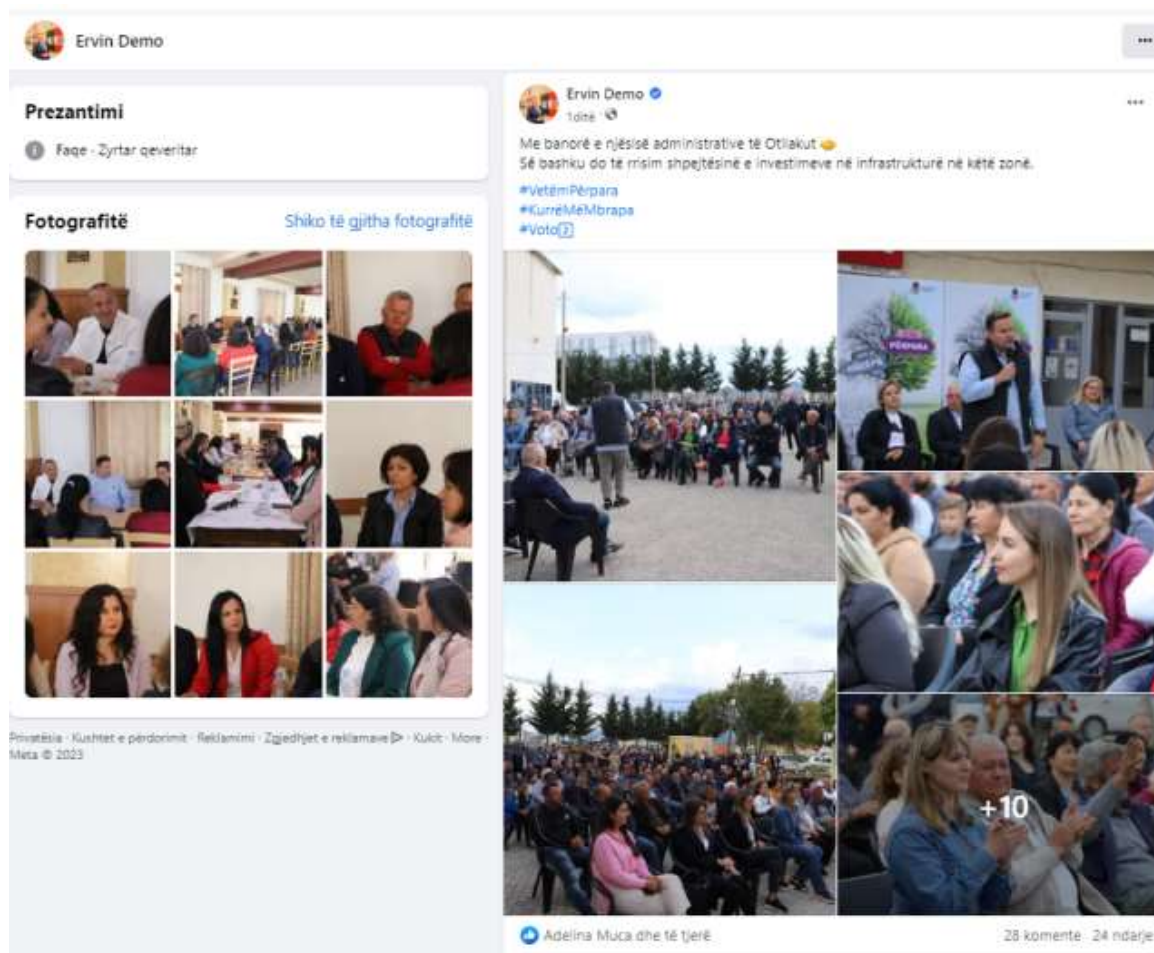 Ervin Demo
Prezantimi
Faqe · Zyrtar qeveritar
Fotografitë
Shiko të gjitha fotografitë
Privatësia · Kushtet e përdorimit · Reklamimi · Zgjedhjet e reklamave · Kukit · More ·
Meta © 2023
Ervin Demo
1ditë
Me banorë e njësisë administrative të Otllakut
Së bashku do të rrisim shpejtësinë e investimeve në infrastrukturë në këtë zonë.
#VetëmPërpara
#KurrëMëMbrapa
#Voto2
PËRPARA
+10
Adelina Muca dhe të tjerë
28 komente 24 ndarje